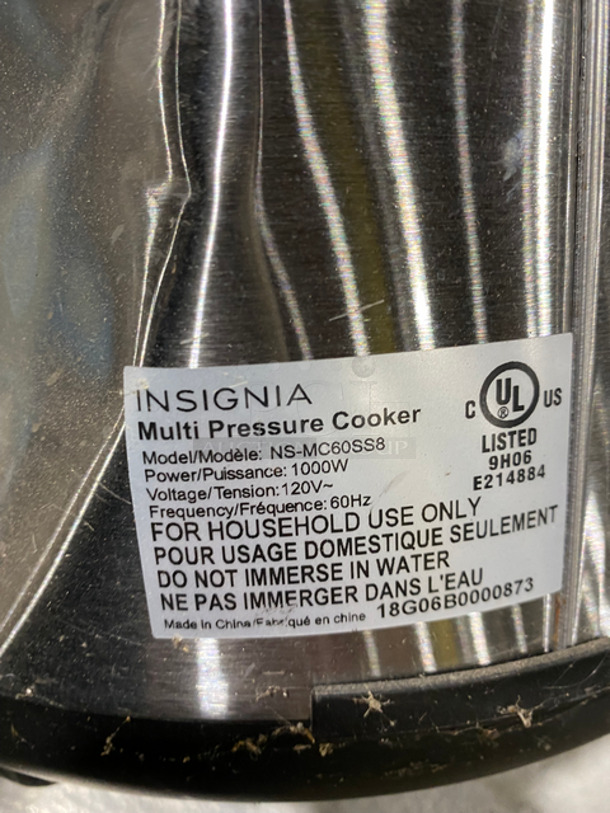 INSIGNIA
Multi Pressure Cooker
Model/Modèle: NS-MC60SS8
Power/Puissance: 1000W
Voltage/Tension: 120V~
Frequency/Fréquence: 60Hz
C UL ® US
LISTED
9H06
E214884
FOR HOUSEHOLD USE ONLY
POUR USAGE DOMESTIQUE SEULEMENT
DO NOT IMMERSE IN WATER
NE PAS IMMERGER DANS L'EAU
Made in China/Fabriqué en chine 18G06B0000873